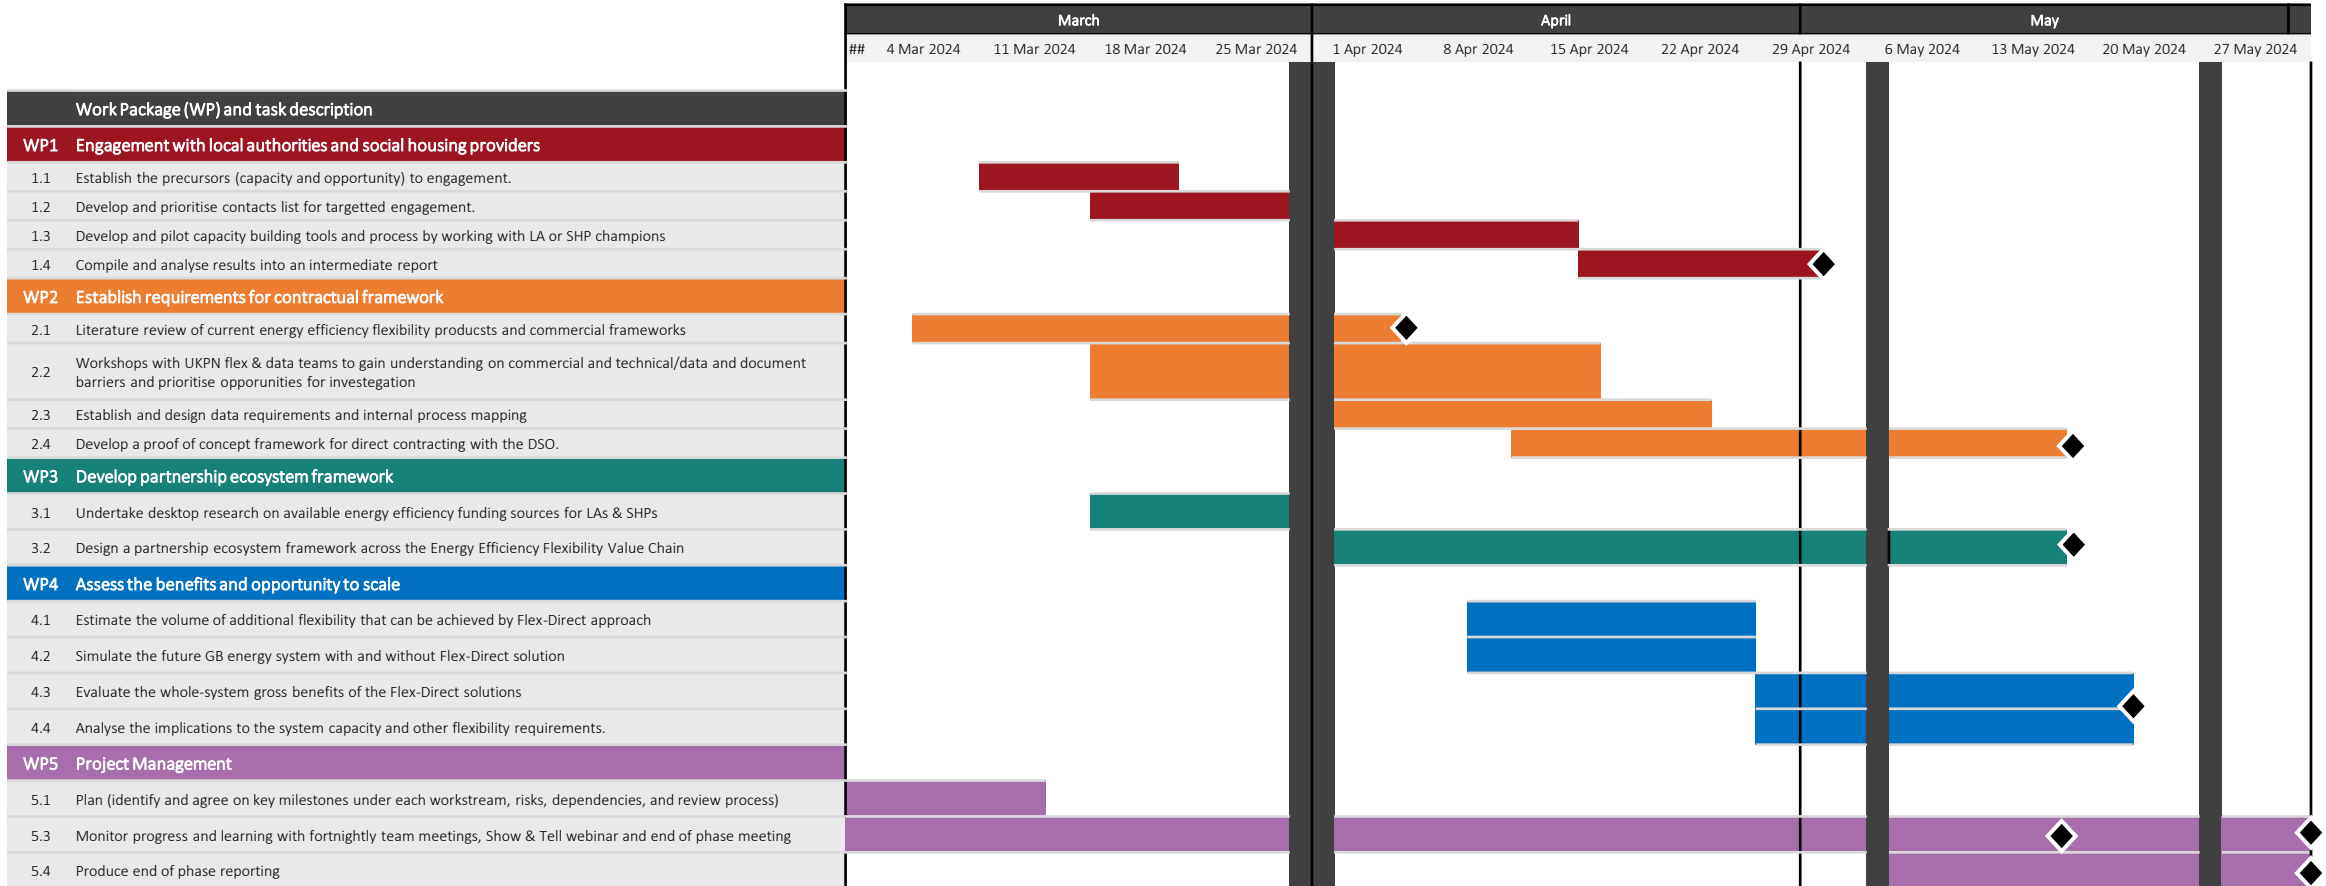 March April May
## 4 Mar 2024 11 Mar 2024 18 Mar 2024 25 Mar 2024 1 Apr 2024 8 Apr 2024 15 Apr 2024 22 Apr 2024 29 Apr 2024 6 May 2024 13 May 2024 20 May 2024 27 May 2024
Work Package (WP) and task description
WP1 Engagement with local authorities and social housing providers
1.1 Establish the precursors (capacity and opportunity) to engagement.
1.2 Develop and prioritise contacts list for targetted engagement.
1.3 Develop and pilot capacity building tools and process by working with LA or SHP champions
1.4 Compile and analyse results into an intermediate report
WP2 Establish requirements for contractual framework
2.1 Literature review of current energy efficiency flexibility producsts and commercial frameworks
2.2 Workshops with UKPN flex & data teams to gain understanding on commercial and technical/data and document
barriers and prioritise opporunities for investegation
2.3 Establish and design data requirements and internal process mapping
2.4 Develop a proof of concept framework for direct contracting with the DSO.
WP3 Develop partnership ecosystem framework
3.1 Undertake desktop research on available energy efficiency funding sources for LAs & SHPs
3.2 Design a partnership ecosystem framework across the Energy Efficiency Flexibility Value Chain
WP4 Assess the benefits and opportunity to scale
4.1 Estimate the volume of additional flexibility that can be achieved by Flex-Direct approach
4.2 Simulate the future GB energy system with and without Flex-Direct solution
4.3 Evaluate the whole-system gross benefits of the Flex-Direct solutions
4.4 Analyse the implications to the system capacity and other flexibility requirements.
WP5 Project Management
5.1 Plan (identify and agree on key milestones under each workstream, risks, dependencies, and review process)
5.3 Monitor progress and learning with fortnightly team meetings, Show & Tell webinar and end of phase meeting
5.4 Produce end of phase reporting